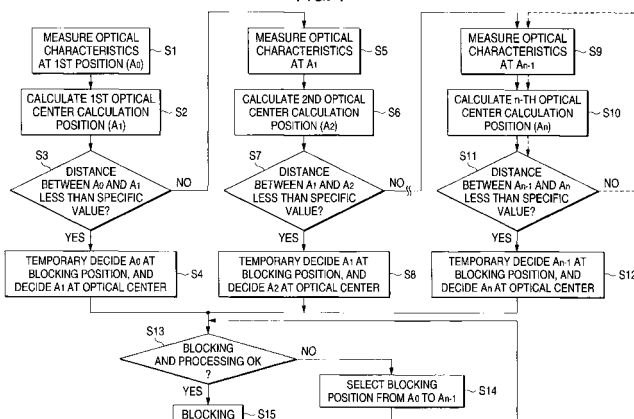 MEASURE OPTICAL
CHARACTERISTICS
AT 1ST POSITION (A0)
S1
CALCULATE 1ST OPTICAL
CENTER CALCULATION
POSITION (A1)
S2
S3
DISTANCE
BETWEEN A0 AND A1
LESS THAN SPECIFIC
VALUE?
NO
YES
TEMPORARY DECIDE A0 AT
BLOCKING POSITION, AND
DECIDE A1 AT OPTICAL CENTER
S4
MEASURE OPTICAL
CHARACTERISTICS
AT A1
S5
CALCULATE 2ND OPTICAL
CENTER CALCULATION
POSITION (A2)
S6
S7
DISTANCE
BETWEEN A1 AND A2
LESS THAN SPECIFIC
VALUE?
NO
YES
TEMPORARY DECIDE A1 AT
BLOCKING POSITION, AND
DECIDE A2 AT OPTICAL CENTER
S8
MEASURE OPTICAL
CHARACTERISTICS
AT An-1
S9
CALCULATE n-TH OPTICAL
CENTER CALCULATION
POSITION (An)
S10
S11
DISTANCE
BETWEEN An-1 AND An
LESS THAN SPECIFIC
VALUE?
NO
YES
TEMPORARY DECIDE An-1 AT
BLOCKING POSITION, AND
DECIDE An AT OPTICAL CENTER
S12
S13
BLOCKING
AND PROCESSING OK
?
NO
YES
SELECT BLOCKING
POSITION FROM A0 TO An-1
S14
BLOCKING
S15